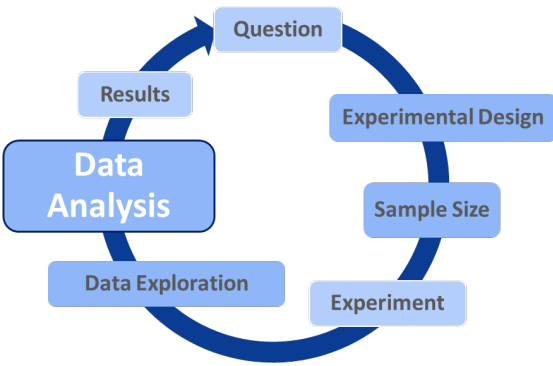 Question
Experimental Design
Sample Size
Experiment
Data Exploration
Data
Analysis
Results